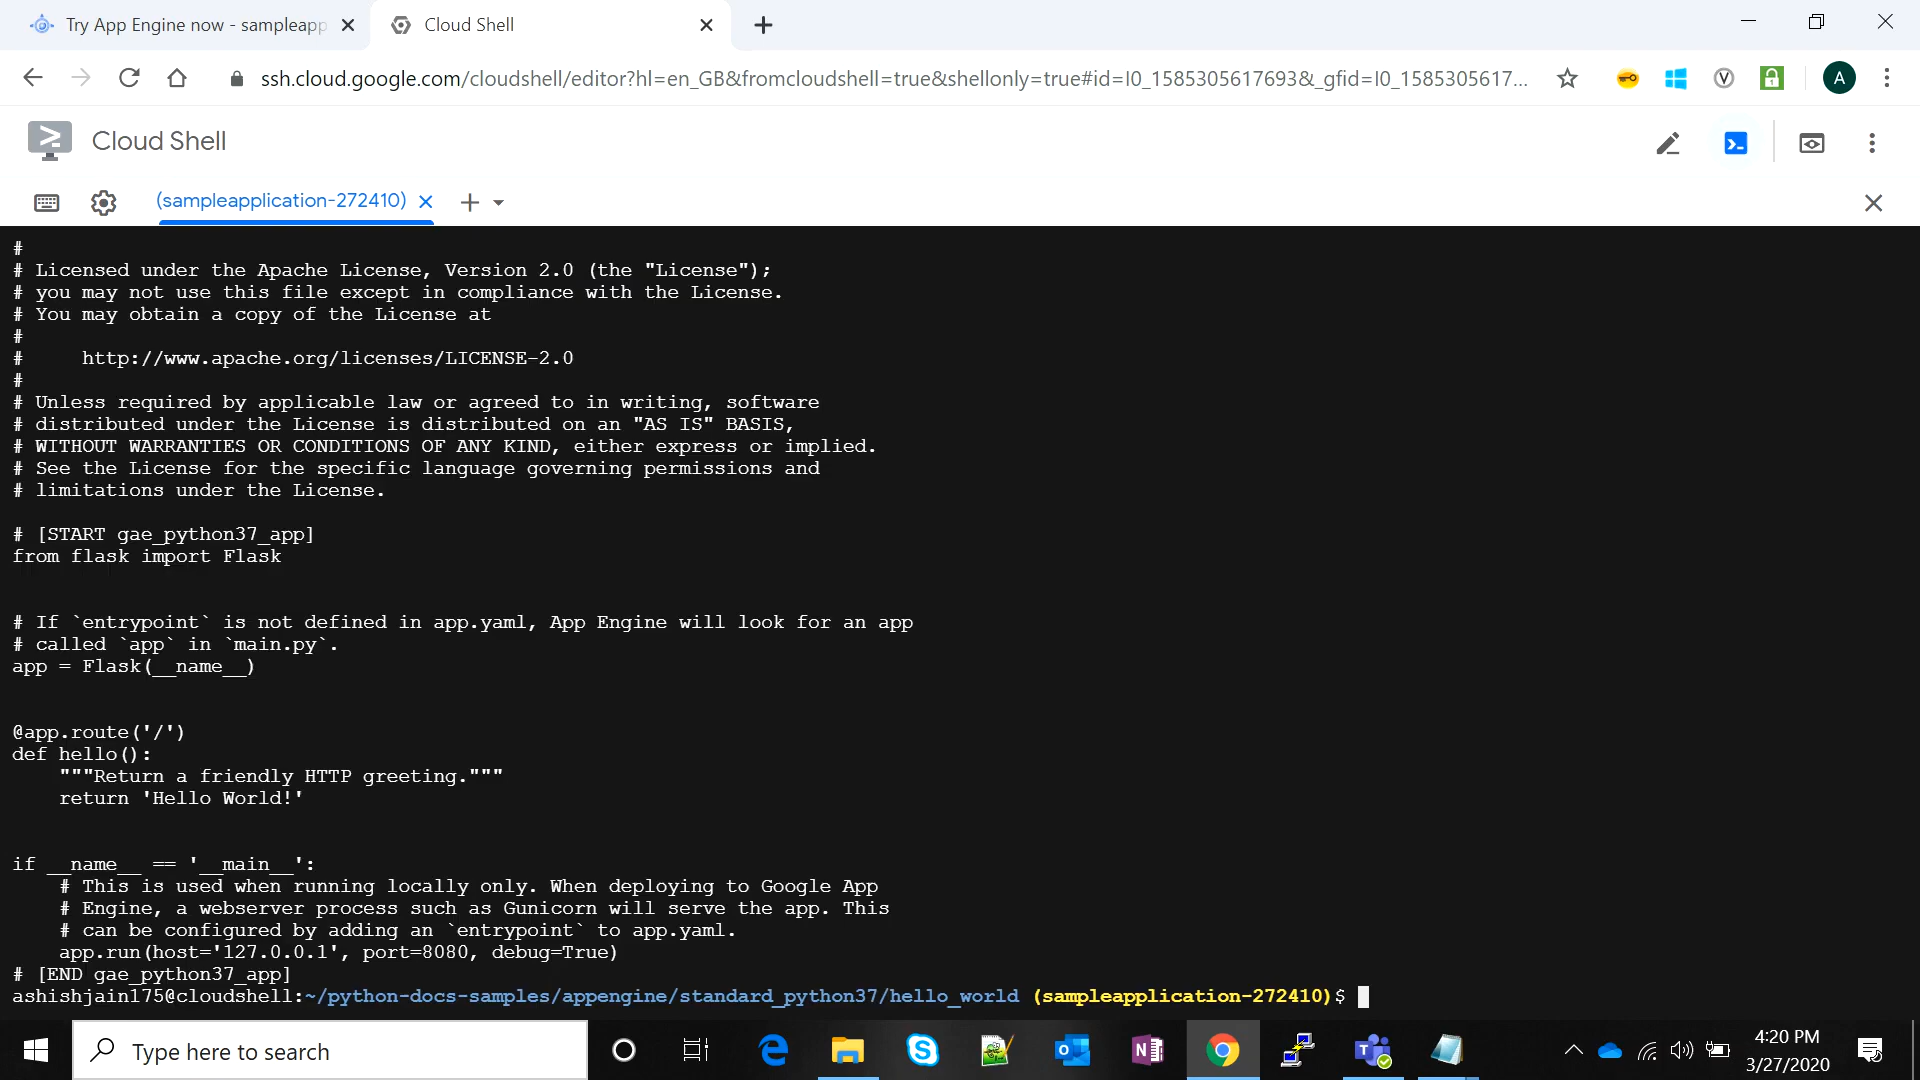 Try App Engine now - sampleapp
Cloud Shell
ssh.cloud.google.com/cloudshell/editor?hl=en_GB&fromcloudshell=true&shellonly=true#id=I0_1585305617693&_gfid=I0_1585305617...
A
Cloud Shell
(sampleapplication-272410)
#
# Licensed under the Apache License, Version 2.0 (the "License");
# you may not use this file except in compliance with the License.
# You may obtain a copy of the License at
#
#     http://www.apache.org/licenses/LICENSE-2.0
#
# Unless required by applicable law or agreed to in writing, software
# distributed under the License is distributed on an "AS IS" BASIS,
# WITHOUT WARRANTIES OR CONDITIONS OF ANY KIND, either express or implied.
# See the License for the specific language governing permissions and
# limitations under the License.
# [START gae_python37_app]
from flask import Flask
# If `entrypoint` is not defined in app.yaml, App Engine will look for an app
# called `app` in `main.py`.
app = Flask(__name__)
@app.route('/')
def hello():
    """Return a friendly HTTP greeting."""
    return 'Hello World!'
if __name__ == '__main__':
    # This is used when running locally only. When deploying to Google App
    # Engine, a webserver process such as Gunicorn will serve the app. This
    # can be configured by adding an `entrypoint` to app.yaml.
    app.run(host='127.0.0.1', port=8080, debug=True)
# [END gae_python37_app]
ashishjain175@cloudshell:~/python-docs-samples/appengine/standard_python37/hello_world (sampleapplication-272410)$
Type here to search
4:20 PM
3/27/2020